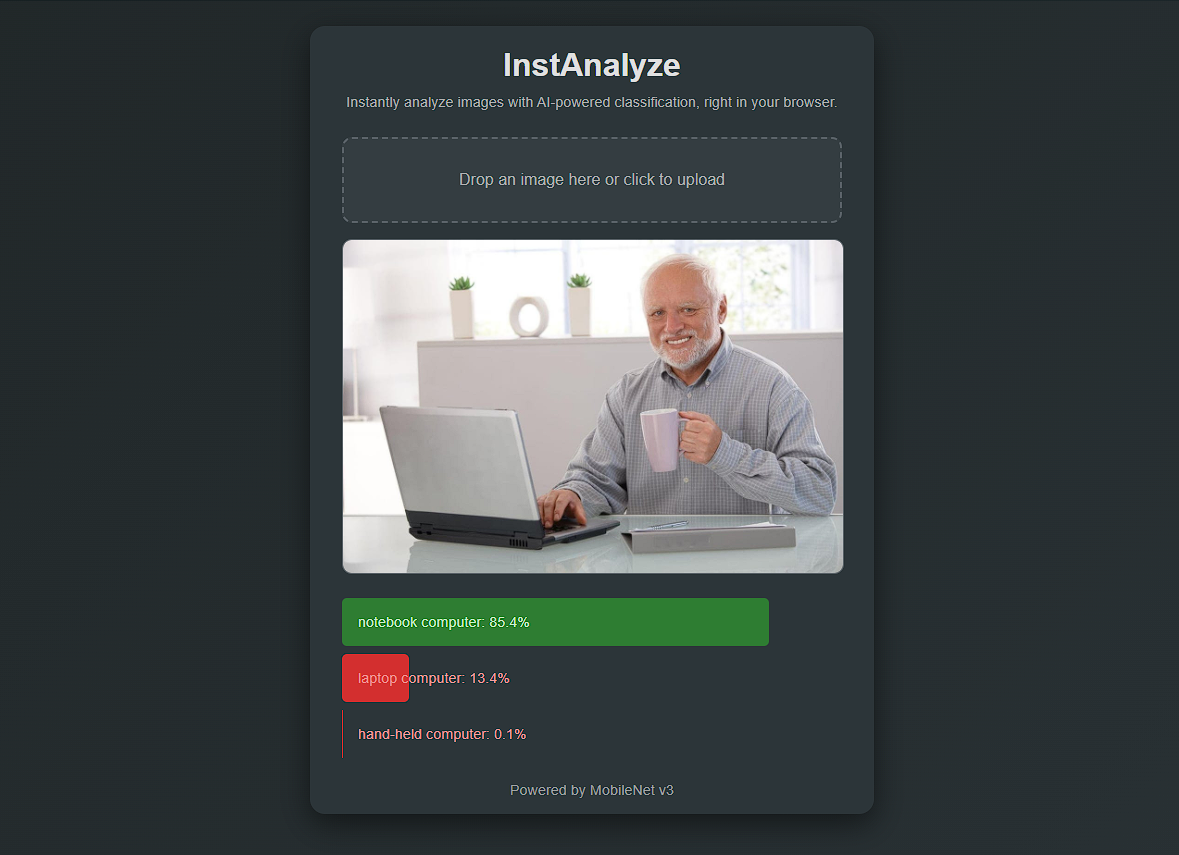 InstAnalyze
Instantly analyze images with AI-powered classification, right in your browser.
Drop an image here or click to upload
notebook computer: 85.4%
laptop computer: 13.4%
hand-held computer: 0.1%
Powered by MobileNet v3